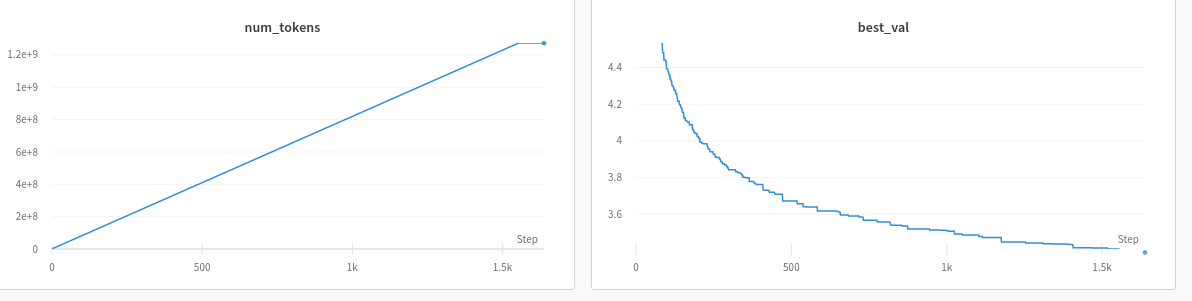 num_tokens
1.2e+9
1e+9
8e+8
6e+8
4e+8
2e+8
0
Step
0 500 1k 1.5k
best_val
4.4
4.2
4
3.8
3.6
Step
0 500 1k 1.5k